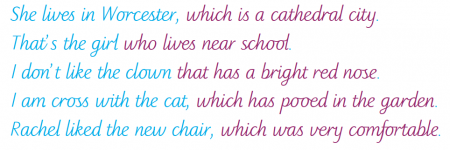 She lives in Worcester, which is a cathedral city.
That's the girl who lives near school.
I don't like the clown that has a bright red nose.
I am cross with the cat, which has pooed in the garden.
Rachel liked the new chair, which was very comfortable.